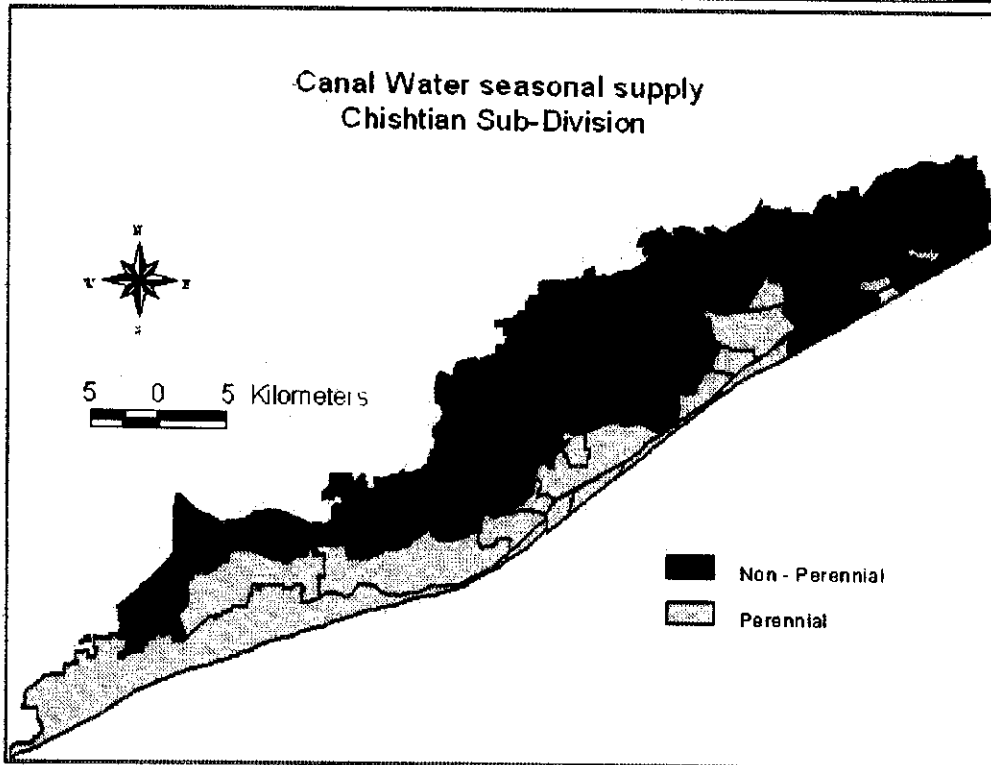 Canal Water seasonal supply
Chishtian Sub-Division
N
E
S
5 0 5 Kilometers
Non - Perennial
Perennial